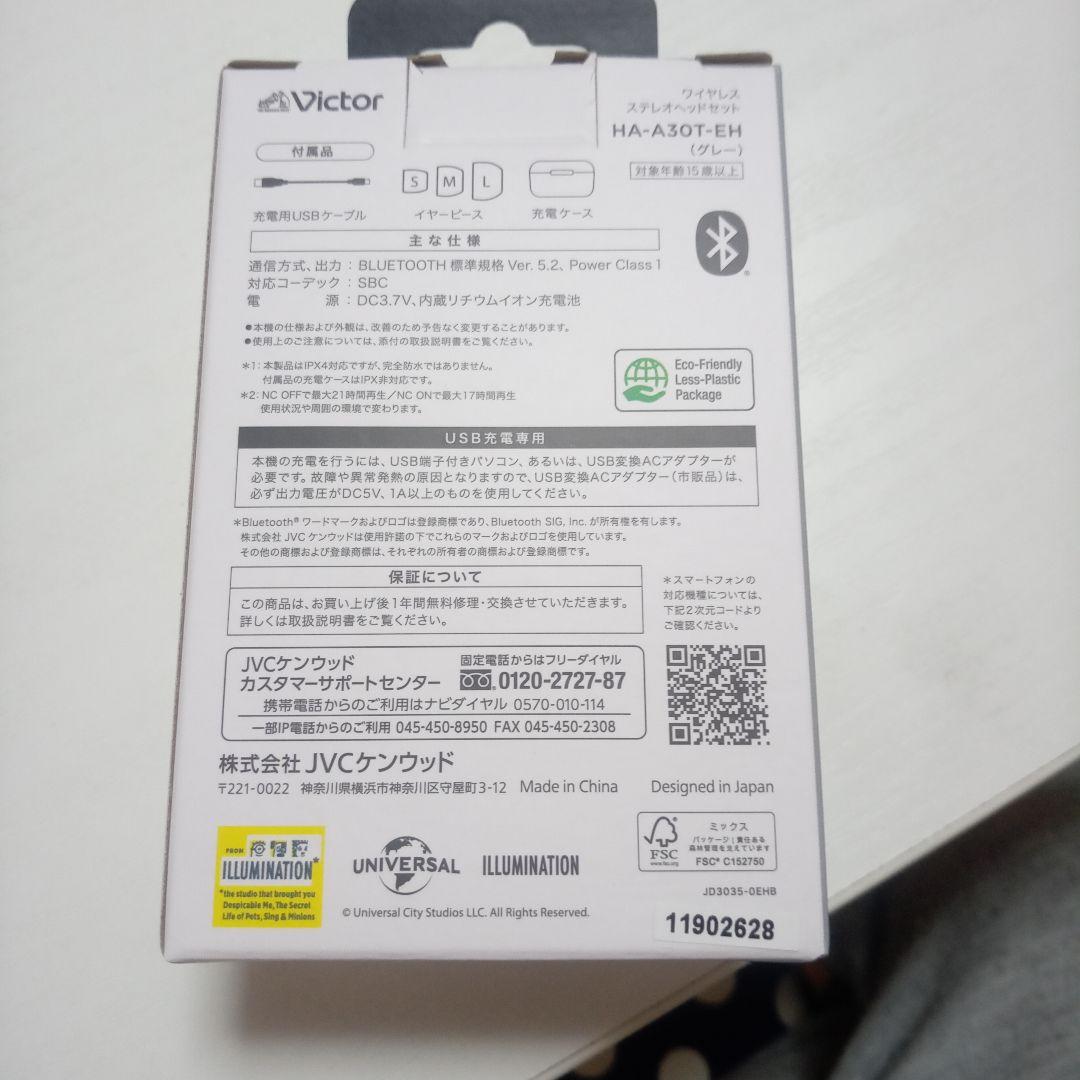 Victor
ワイヤレス
ステレオヘッドセット
HA-A30T-EH
(グレー)
対象年齢15歳以上
付属品
S M L
充電用USBケーブル イヤーピース 充電ケース
主な仕様
通信方式、出力 : BLUETOOTH 標準規格 Ver. 5.2、Power Class 1
対応コーデック : SBC
電 源 : DC3.7V、内蔵リチウムイオン充電池
●本機の仕様および外観は、改善のため予告なく変更することがあります。
●使用上のご注意については、添付の取扱説明書をご覧ください。
*1: 本製品はIPX4対応ですが、完全防水ではありません。
付属品の充電ケースはIPX非対応です。
*2: NC OFFで最大21時間再生/NC ONで最大17時間再生
使用状況や周囲の環境で変わります。
Eco-Friendly
Less-Plastic
Package
USB充電専用
本機の充電を行うには、USB端子付きパソコン、あるいは、USB変換ACアダプターが
必要です。故障や異常発熱の原因となりますので、USB変換ACアダプター(市販品)は、
必ず出力電圧がDC5V、1A以上のものを使用してください。
*Bluetooth® ワードマークおよびロゴは登録商標であり、Bluetooth SIG, Inc. が所有権を有します。
株式会社 JVC ケンウッドは使用許諾の下でこれらのマークおよびロゴを使用しています。
その他の商標および登録商標は、それぞれの所有者の商標および登録商標です。
保証について
この商品は、お買い上げ後1年間無料修理・交換させていただきます。
詳しくは取扱説明書をご覧ください。
*スマートフォンの
対応機種については、
下記2次元コードより
ご確認ください。
JVCケンウッド
カスタマーサポートセンター
固定電話からはフリーダイヤル
0120-2727-87
携帯電話からのご利用はナビダイヤル 0570-010-114
一部IP電話からのご利用 045-450-8950 FAX 045-450-2308
株式会社 JVCケンウッド
〒221-0022 神奈川県横浜市神奈川区守屋町3-12 Made in China Designed in Japan
FROM
ILLUMINATION*
*the studio that brought you
Despicable Me, The Secret
Life of Pets, Sing & Minions
UNIVERSAL ILLUMINATION
© Universal City Studios LLC. All Rights Reserved.
FSC
www.fsc.org
ミックス
パッケージ|責任ある
森林管理を支えています
FSC® C152750
JD3035-0EHB
11902628